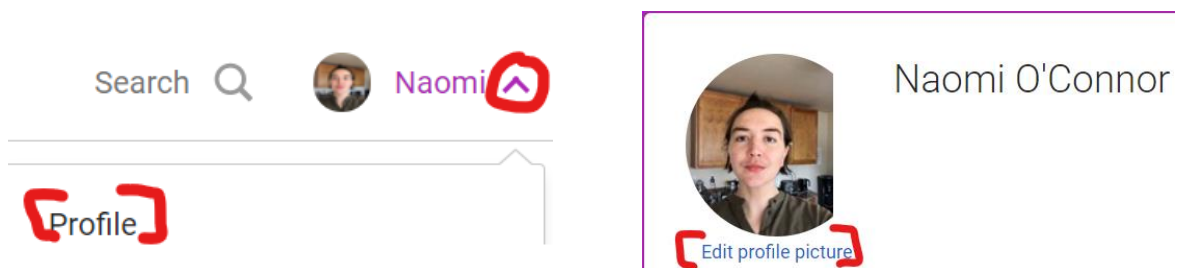 Search Naomi
Profile
Naomi O'Connor
Edit profile picture